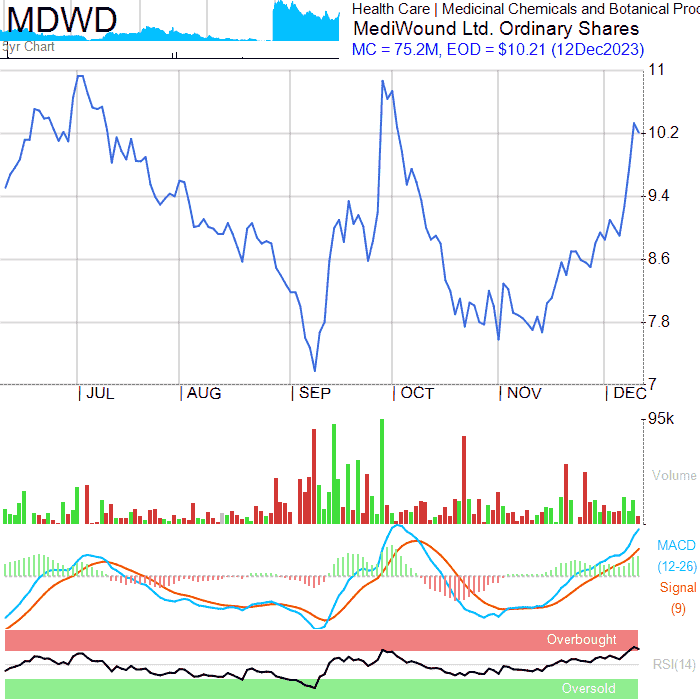 MDWD
5yr Chart
Health Care | Medicinal Chemicals and Botanical Proc
MediWound Ltd. Ordinary Shares
MC = 75.2M, EOD = $10.21 (12Dec2023)
11
10.2
9.4
8.6
7.8
7
| JUL | AUG | SEP | OCT | NOV | DEC
95k
Volume
MACD
(12-26)
Signal
(9)
Overbought
RSI(14)
Oversold